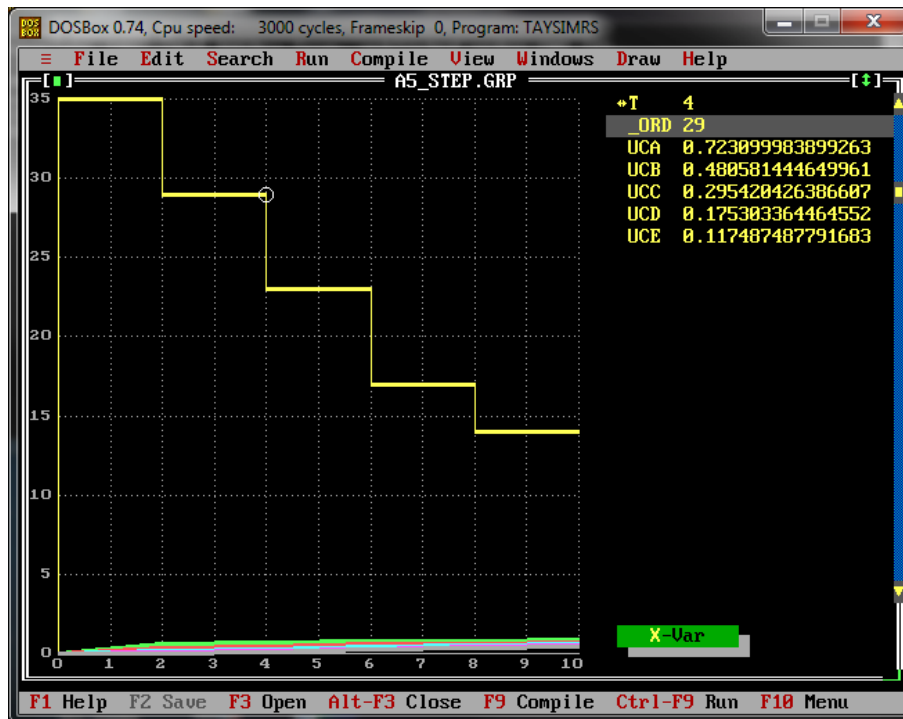 DOSBox 0.74, Cpu speed: 3000 cycles, Frameskip 0, Program: TAYSIMRS
≡ File Edit Search Run Compile View Windows Draw Help
[■] A5_STEP.GRP [↕]
35
30
25
20
15
10
5
0
0 1 2 3 4 5 6 7 8 9 10
↔T 4
_ORD 29
UCA 0.723099983899263
UCB 0.480581444649961
UCC 0.295420426386607
UCD 0.175303364464552
UCE 0.117487487791683
X-Var
F1 Help F2 Save F3 Open Alt-F3 Close F9 Compile Ctrl-F9 Run F10 Menu